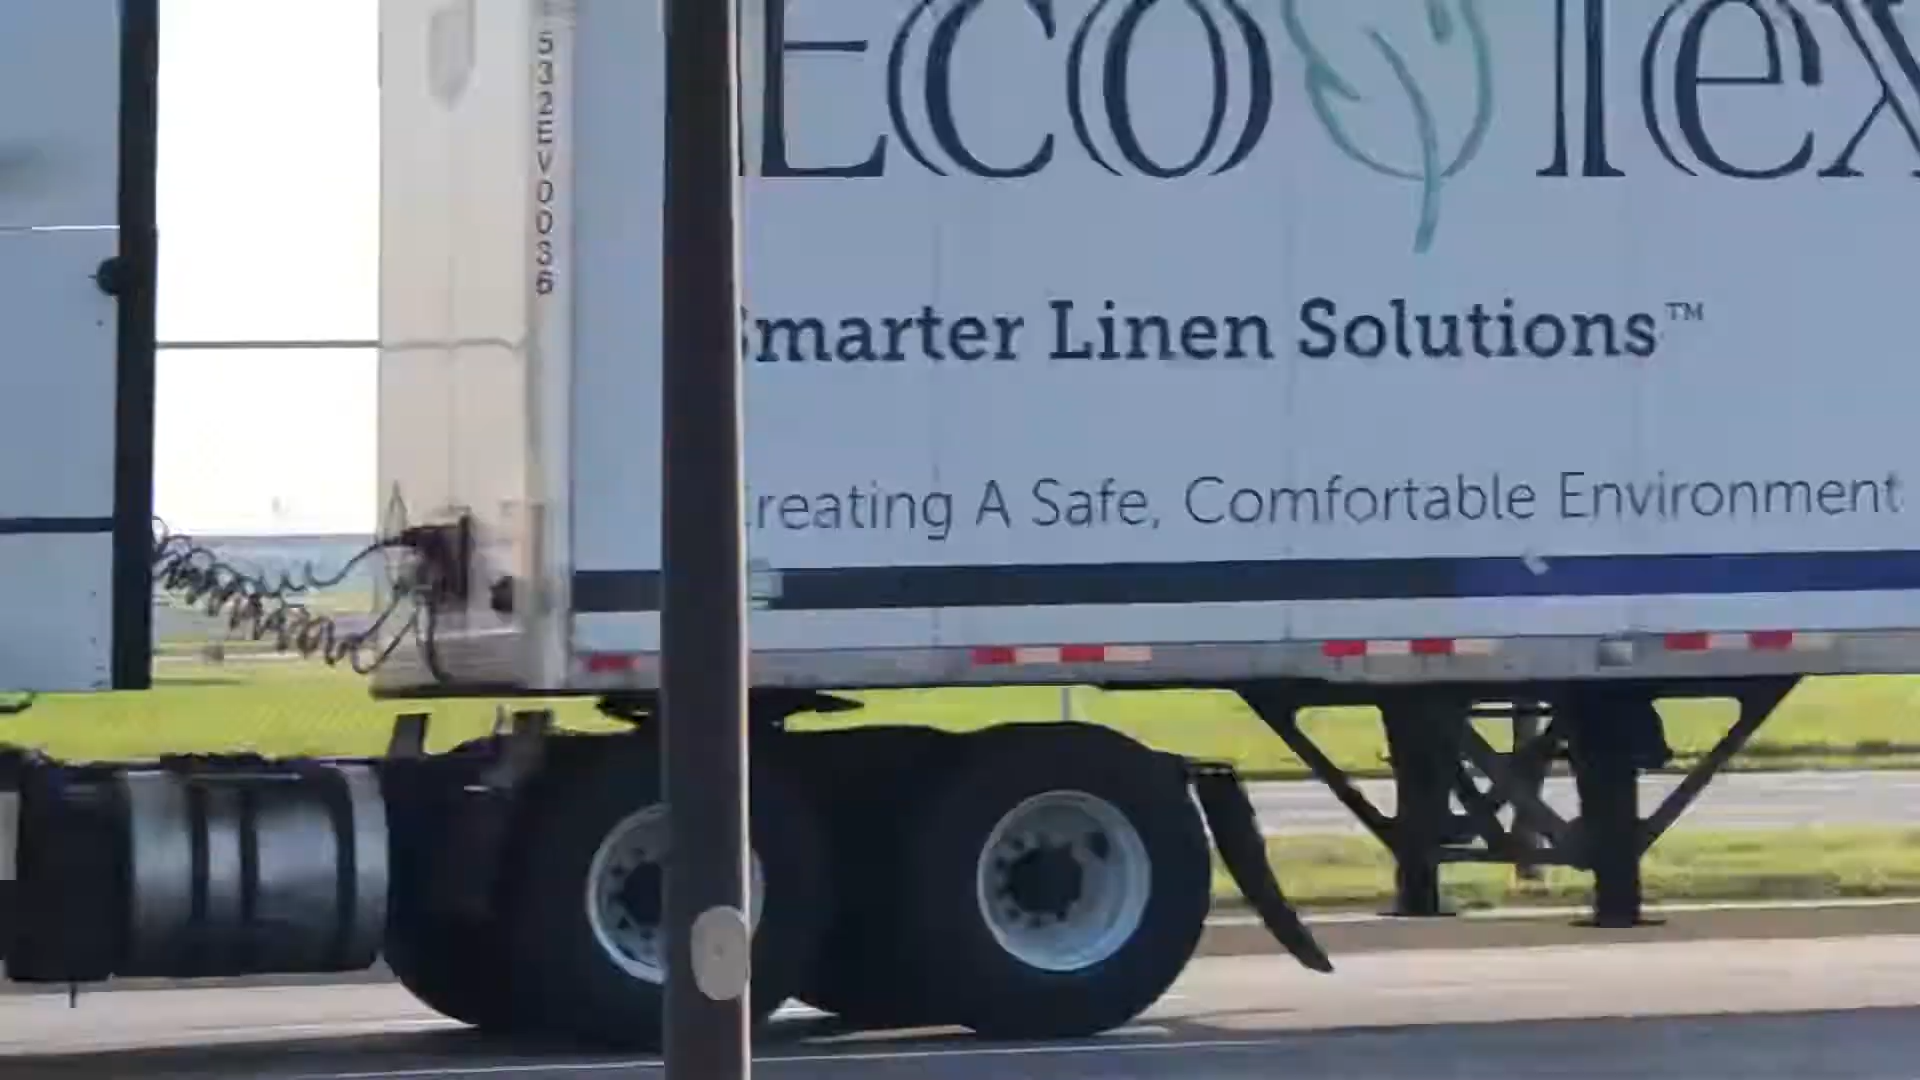 532EV0036
Eco Tex
Smarter Linen Solutions™
Creating A Safe, Comfortable Environment